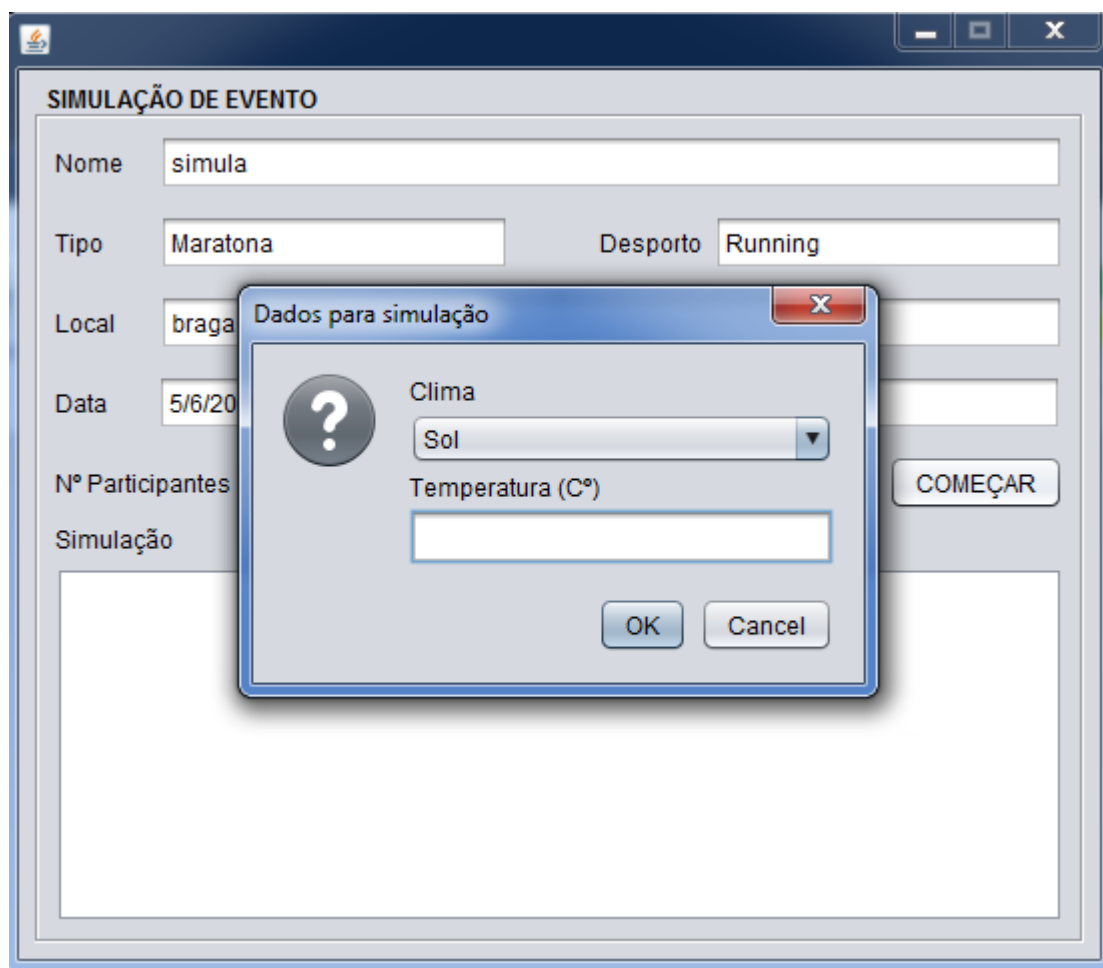 SIMULAÇÃO DE EVENTO
Nome simula
Tipo Maratona Desporto Running
Local braga
Data 5/6/20
Nº Participantes COMEÇAR
Simulação
Dados para simulação
Clima
Sol
Temperatura (Cº)
OK Cancel